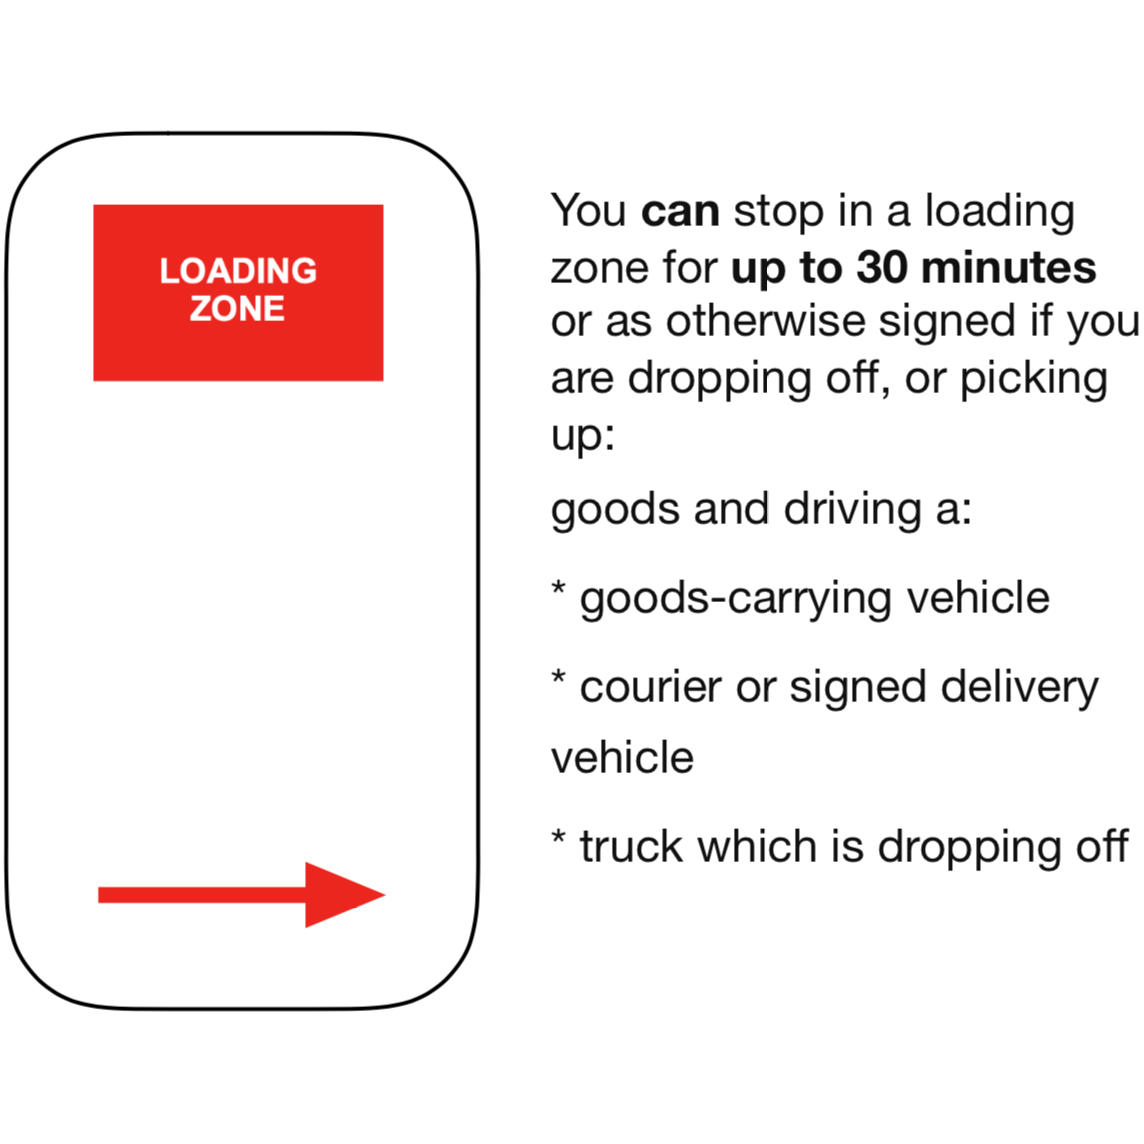 LOADING
ZONE
You can stop in a loading
zone for up to 30 minutes
or as otherwise signed if you
are dropping off, or picking
up:
goods and driving a:
* goods-carrying vehicle
* courier or signed delivery
vehicle
* truck which is dropping off